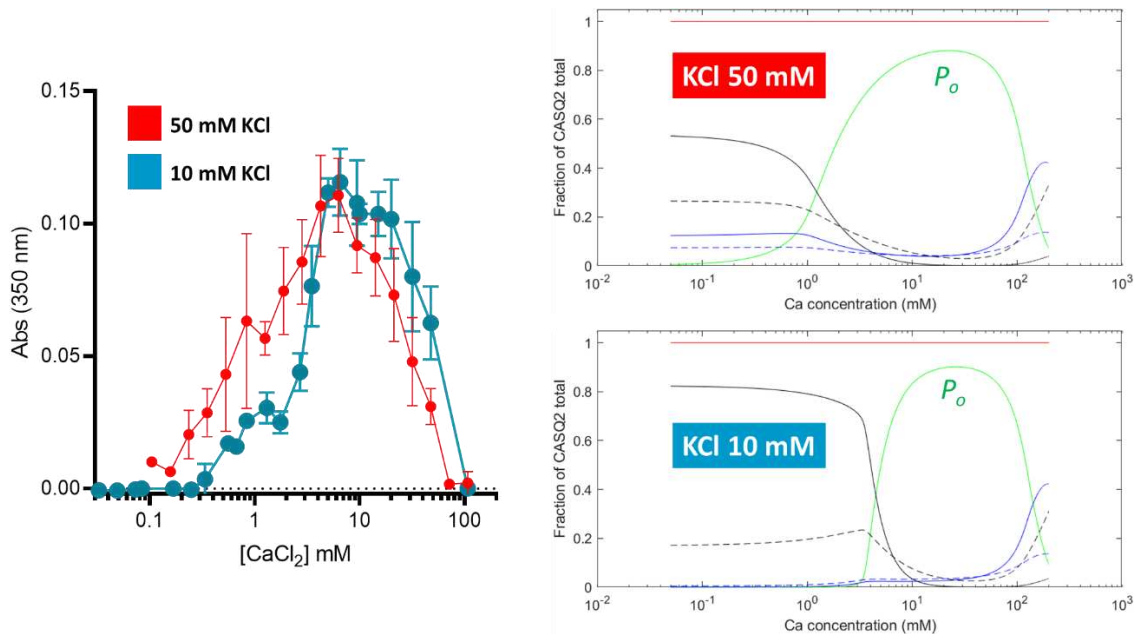 0.15
0.10
0.05
0.00
Abs (350 nm)
50 mM KCl
10 mM KCl
0.1
1
10
100
[CaCl₂] mM
1
0.8
0.6
0.4
0.2
0
Fraction of CASQ2 total
KCl 50 mM
Pₒ
10⁻²
10⁻¹
10⁰
10¹
10²
10³
Ca concentration (mM)
1
0.8
0.6
0.4
0.2
0
Fraction of CASQ2 total
KCl 10 mM
Pₒ
10⁻²
10⁻¹
10⁰
10¹
10²
10³
Ca concentration (mM)